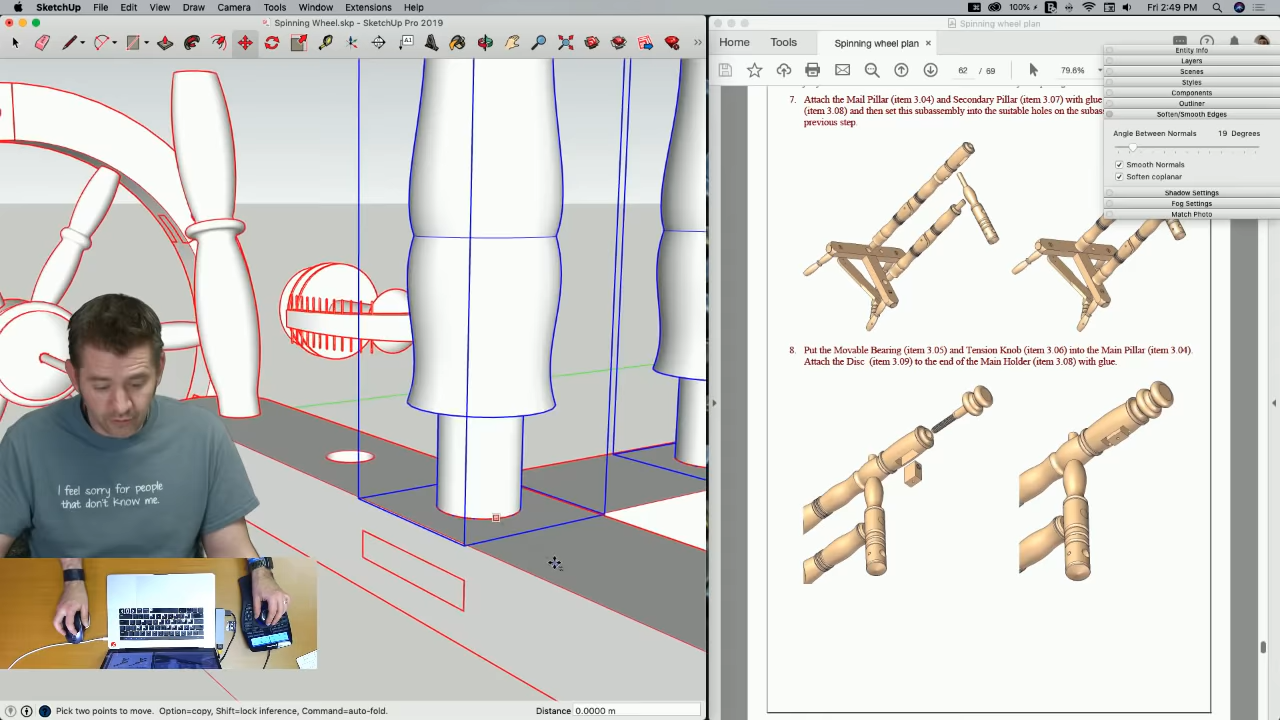 SketchUp File Edit View Draw Camera Tools Window Extensions Help
100% Fri 2:49 PM
Spinning Wheel.skp - SketchUp Pro 2019
Spinning wheel plan
Home Tools Spinning wheel plan ×
62 / 69 79.6%
Entity Info
Layers
Scenes
Styles
Components
Outliner
Soften/Smooth Edges
Angle Between Normals 19 Degrees
Smooth Normals
Soften coplanar
Shadow Settings
Fog Settings
Match Photo
7. Attach the Mail Pillar (item 3.04) and Secondary Pillar (item 3.07) with glue
(item 3.08) and then set this subassembly into the suitable holes on the subass
previous step.
8. Put the Movable Bearing (item 3.05) and Tension Knob (item 3.06) into the Main Pillar (item 3.04).
Attach the Disc (item 3.09) to the end of the Main Holder (item 3.08) with glue.
I feel sorry for people
that don't know me.
Pick two points to move. Option=copy, Shift=lock inference, Command=auto-fold.
Distance 0.0000 m